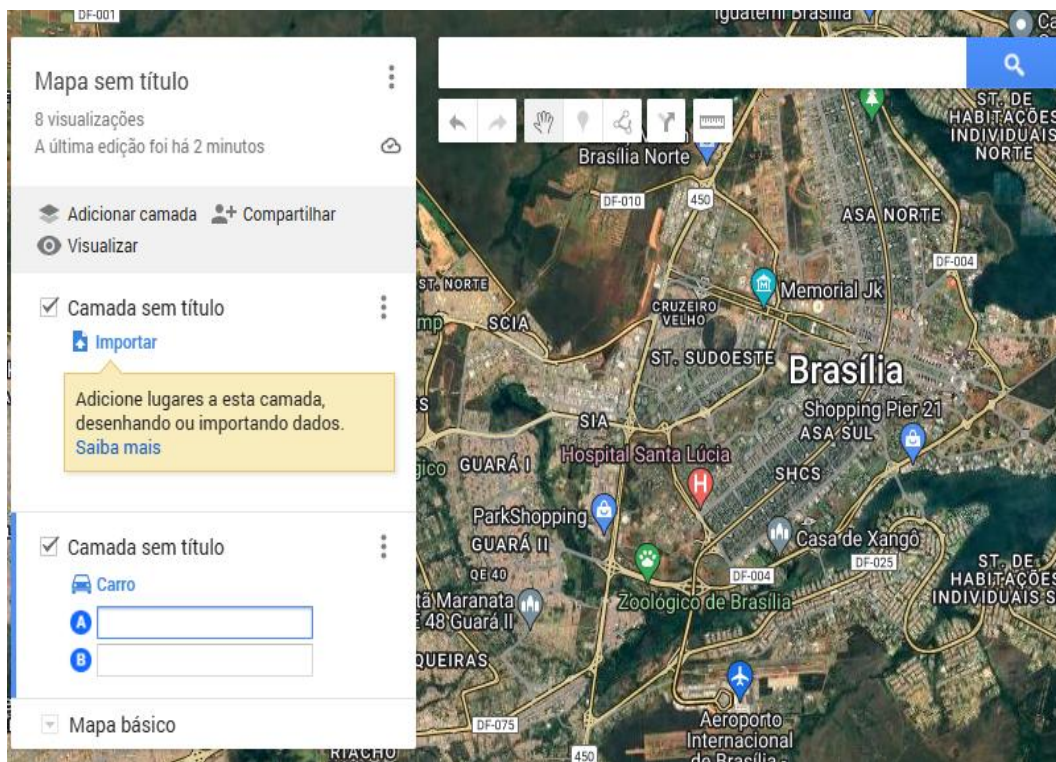 DF-001
Iguatemi Brasília
Mapa sem título
8 visualizações
A última edição foi há 2 minutos
Adicionar camada
Compartilhar
Visualizar
Camada sem título
Importar
Adicione lugares a esta camada,
desenhando ou importando dados.
Saiba mais
Camada sem título
Carro
A
B
Mapa básico
Brasília Norte
ST. DE
HABITAÇÕES
INDIVIDUAIS
NORTE
DF-010
450
ASA NORTE
DF-004
ST. NORTE
Memorial Jk
CRUZEIRO
VELHO
SCIA
ST. SUDOESTE
Brasília
Shopping Pier 21
SIA
ASA SUL
Hospital Santa Lúcia
H
GUARÁ I
SHCS
ParkShopping
GUARÁ II
Casa de Xangô
QE 40
DF-004
DF-025
ST. DE
HABITAÇÕES
INDIVIDUAIS S
Zoológico de Brasília
Maranata
48 Guará II
QUEIRAS
DF-075
Aeroporto
Internacional
de Brasília -
RIACHO
450